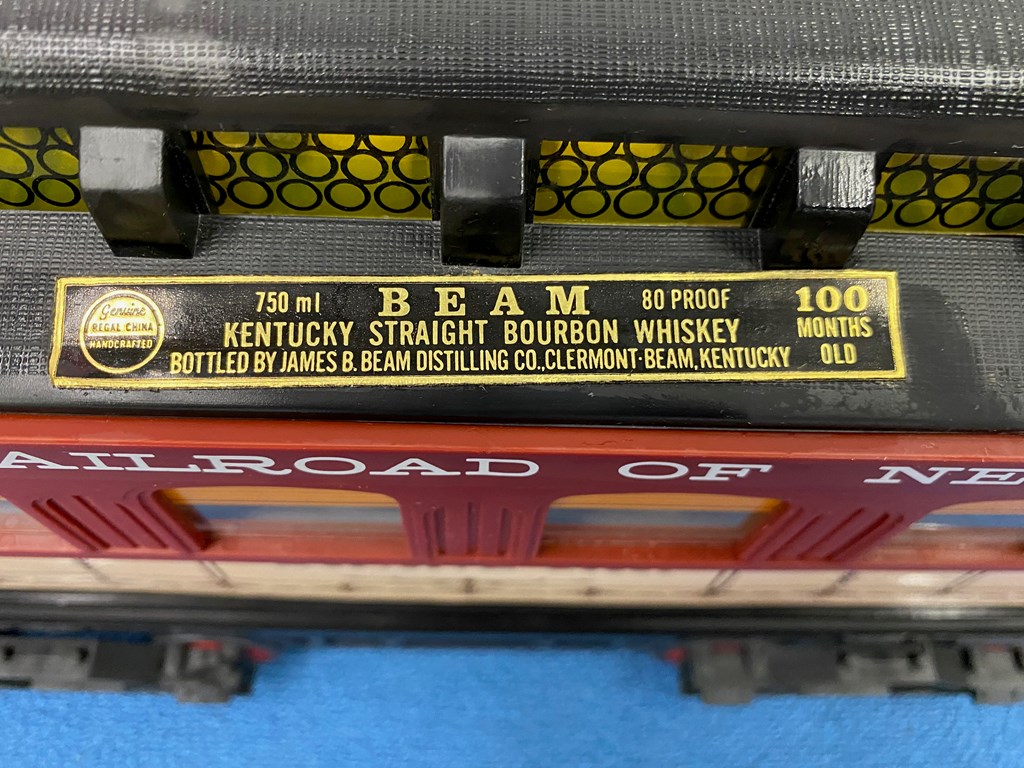 Genuine
REGAL CHINA
HANDCRAFTED
750 ml BEAM 80 PROOF
KENTUCKY STRAIGHT BOURBON WHISKEY
BOTTLED BY JAMES B. BEAM DISTILLING CO., CLERMONT·BEAM, KENTUCKY
100
MONTHS
OLD
AILROAD OF NE